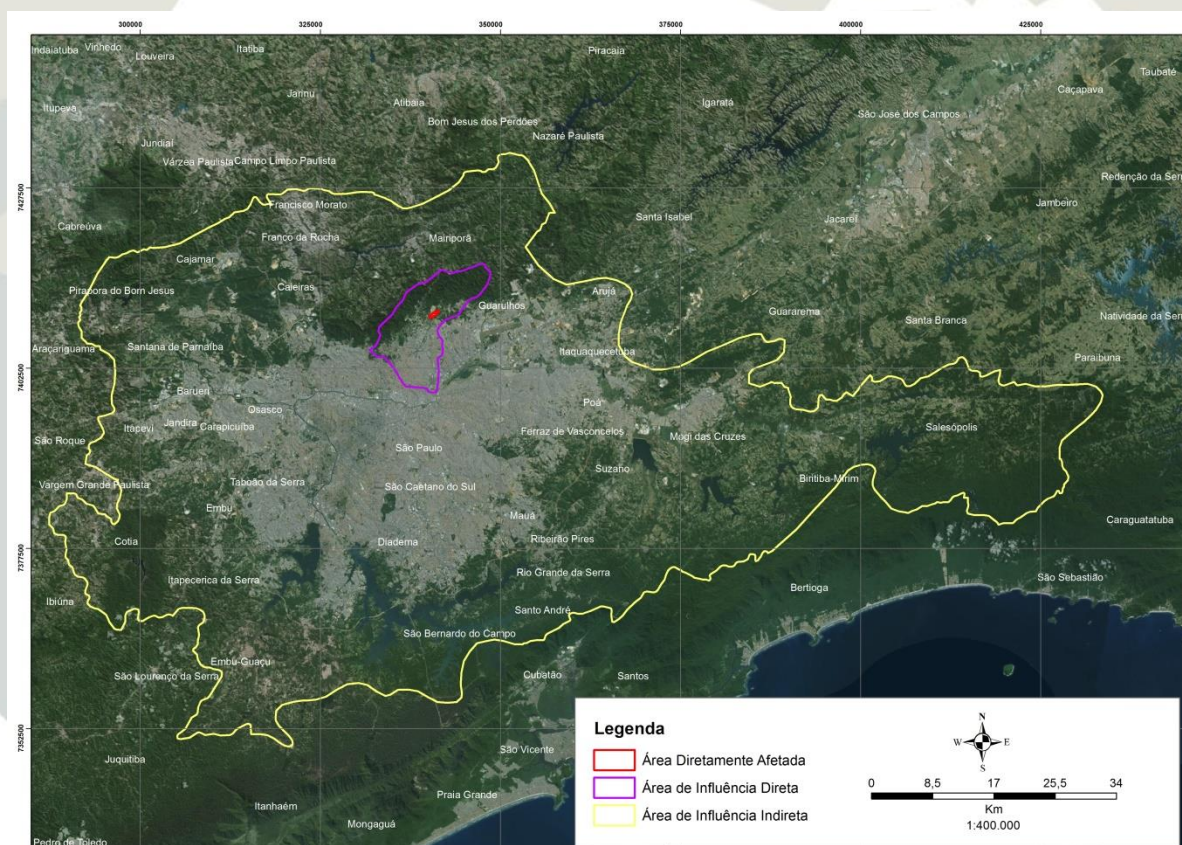 300000 325000 350000 375000 400000 425000
Indaiatuba Vinhedo Louveira Itatiba Piracaia
Taubaté
Caçapava
Itupeva Jarinu Atibaia Igaratá
São José dos Campos
Bom Jesus dos Perdões
Nazaré Paulista
Jundiaí
Várzea Paulista Campo Limpo Paulista
7427500
Redenção da Serr
Francisco Morato
Jambeiro
Santa Isabel
Jacareí
Cabreúva
Franco da Rocha
Mairiporã
Cajamar
Pirapora do Bom Jesus
Caieiras
Arujá
Guarulhos
Guararema
Santa Branca
Natividade da Serr
Araçariguama
Santana de Parnaíba
Itaquaquecetuba
Paraibuna
7402500
Barueri
Osasco
Poá
Itapevi Jandira Carapicuíba
Ferraz de Vasconcelos
Mogi das Cruzes
Salesópolis
São Roque
São Paulo
Suzano
Biritiba-Mirim
Vargem Grande Paulista
Taboão da Serra
São Caetano do Sul
Embú
Mauá
Caraguatatuba
Cotia
Diadema
Ribeirão Pires
7377500
Itapecerica da Serra
Rio Grande da Serra
São Sebastião
Bertioga
Ibiúna
Santo André
São Bernardo do Campo
Embú-Guaçu
São Lourenço da Serra
Cubatão
Santos
7352500
São Vicente
Juquitiba
Praia Grande
Itanhaém
Mongaguá
Pedro de Toledo
Legenda
Área Diretamente Afetada
Área de Influência Direta
Área de Influência Indireta
N
W E
S
0 8,5 17 25,5 34
Km
1:400.000